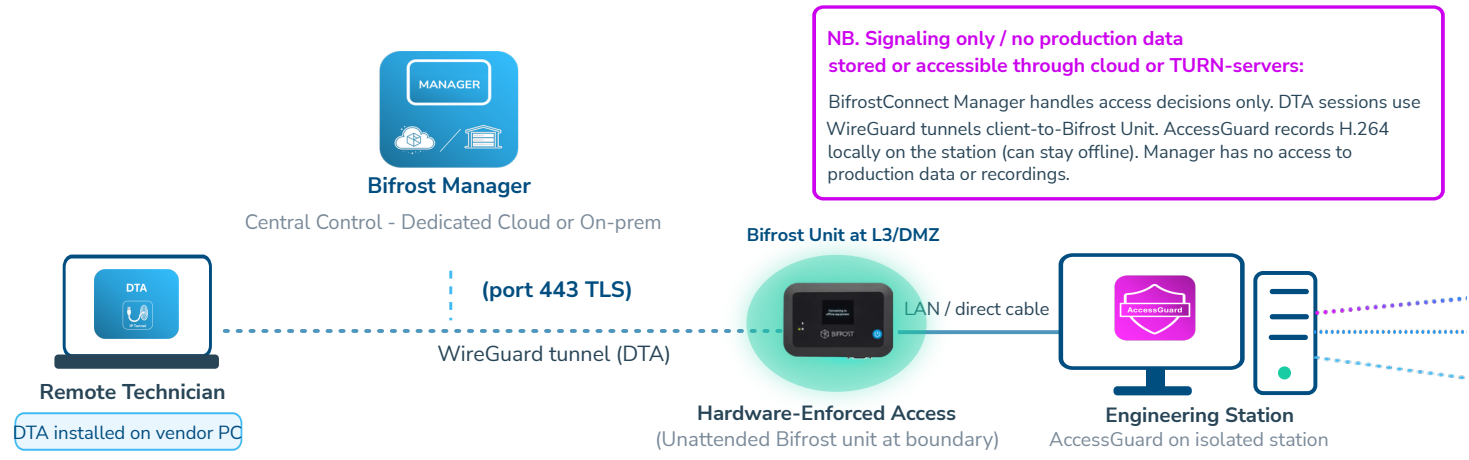 NB. Signaling only / no production data
stored or accessible through cloud or TURN-servers:
BifrostConnect Manager handles access decisions only. DTA sessions use
WireGuard tunnels client-to-Bifrost Unit. AccessGuard records H.264
locally on the station (can stay offline). Manager has no access to
production data or recordings.
MANAGER
Bifrost Manager
Central Control - Dedicated Cloud or On-prem
(port 443 TLS)
WireGuard tunnel (DTA)
DTA
IP Tunnel
Remote Technician
DTA installed on vendor PC
Bifrost Unit at L3/DMZ
BIFROST
Hardware-Enforced Access
(Unattended Bifrost unit at boundary)
LAN / direct cable
AccessGuard
Engineering Station
AccessGuard on isolated station